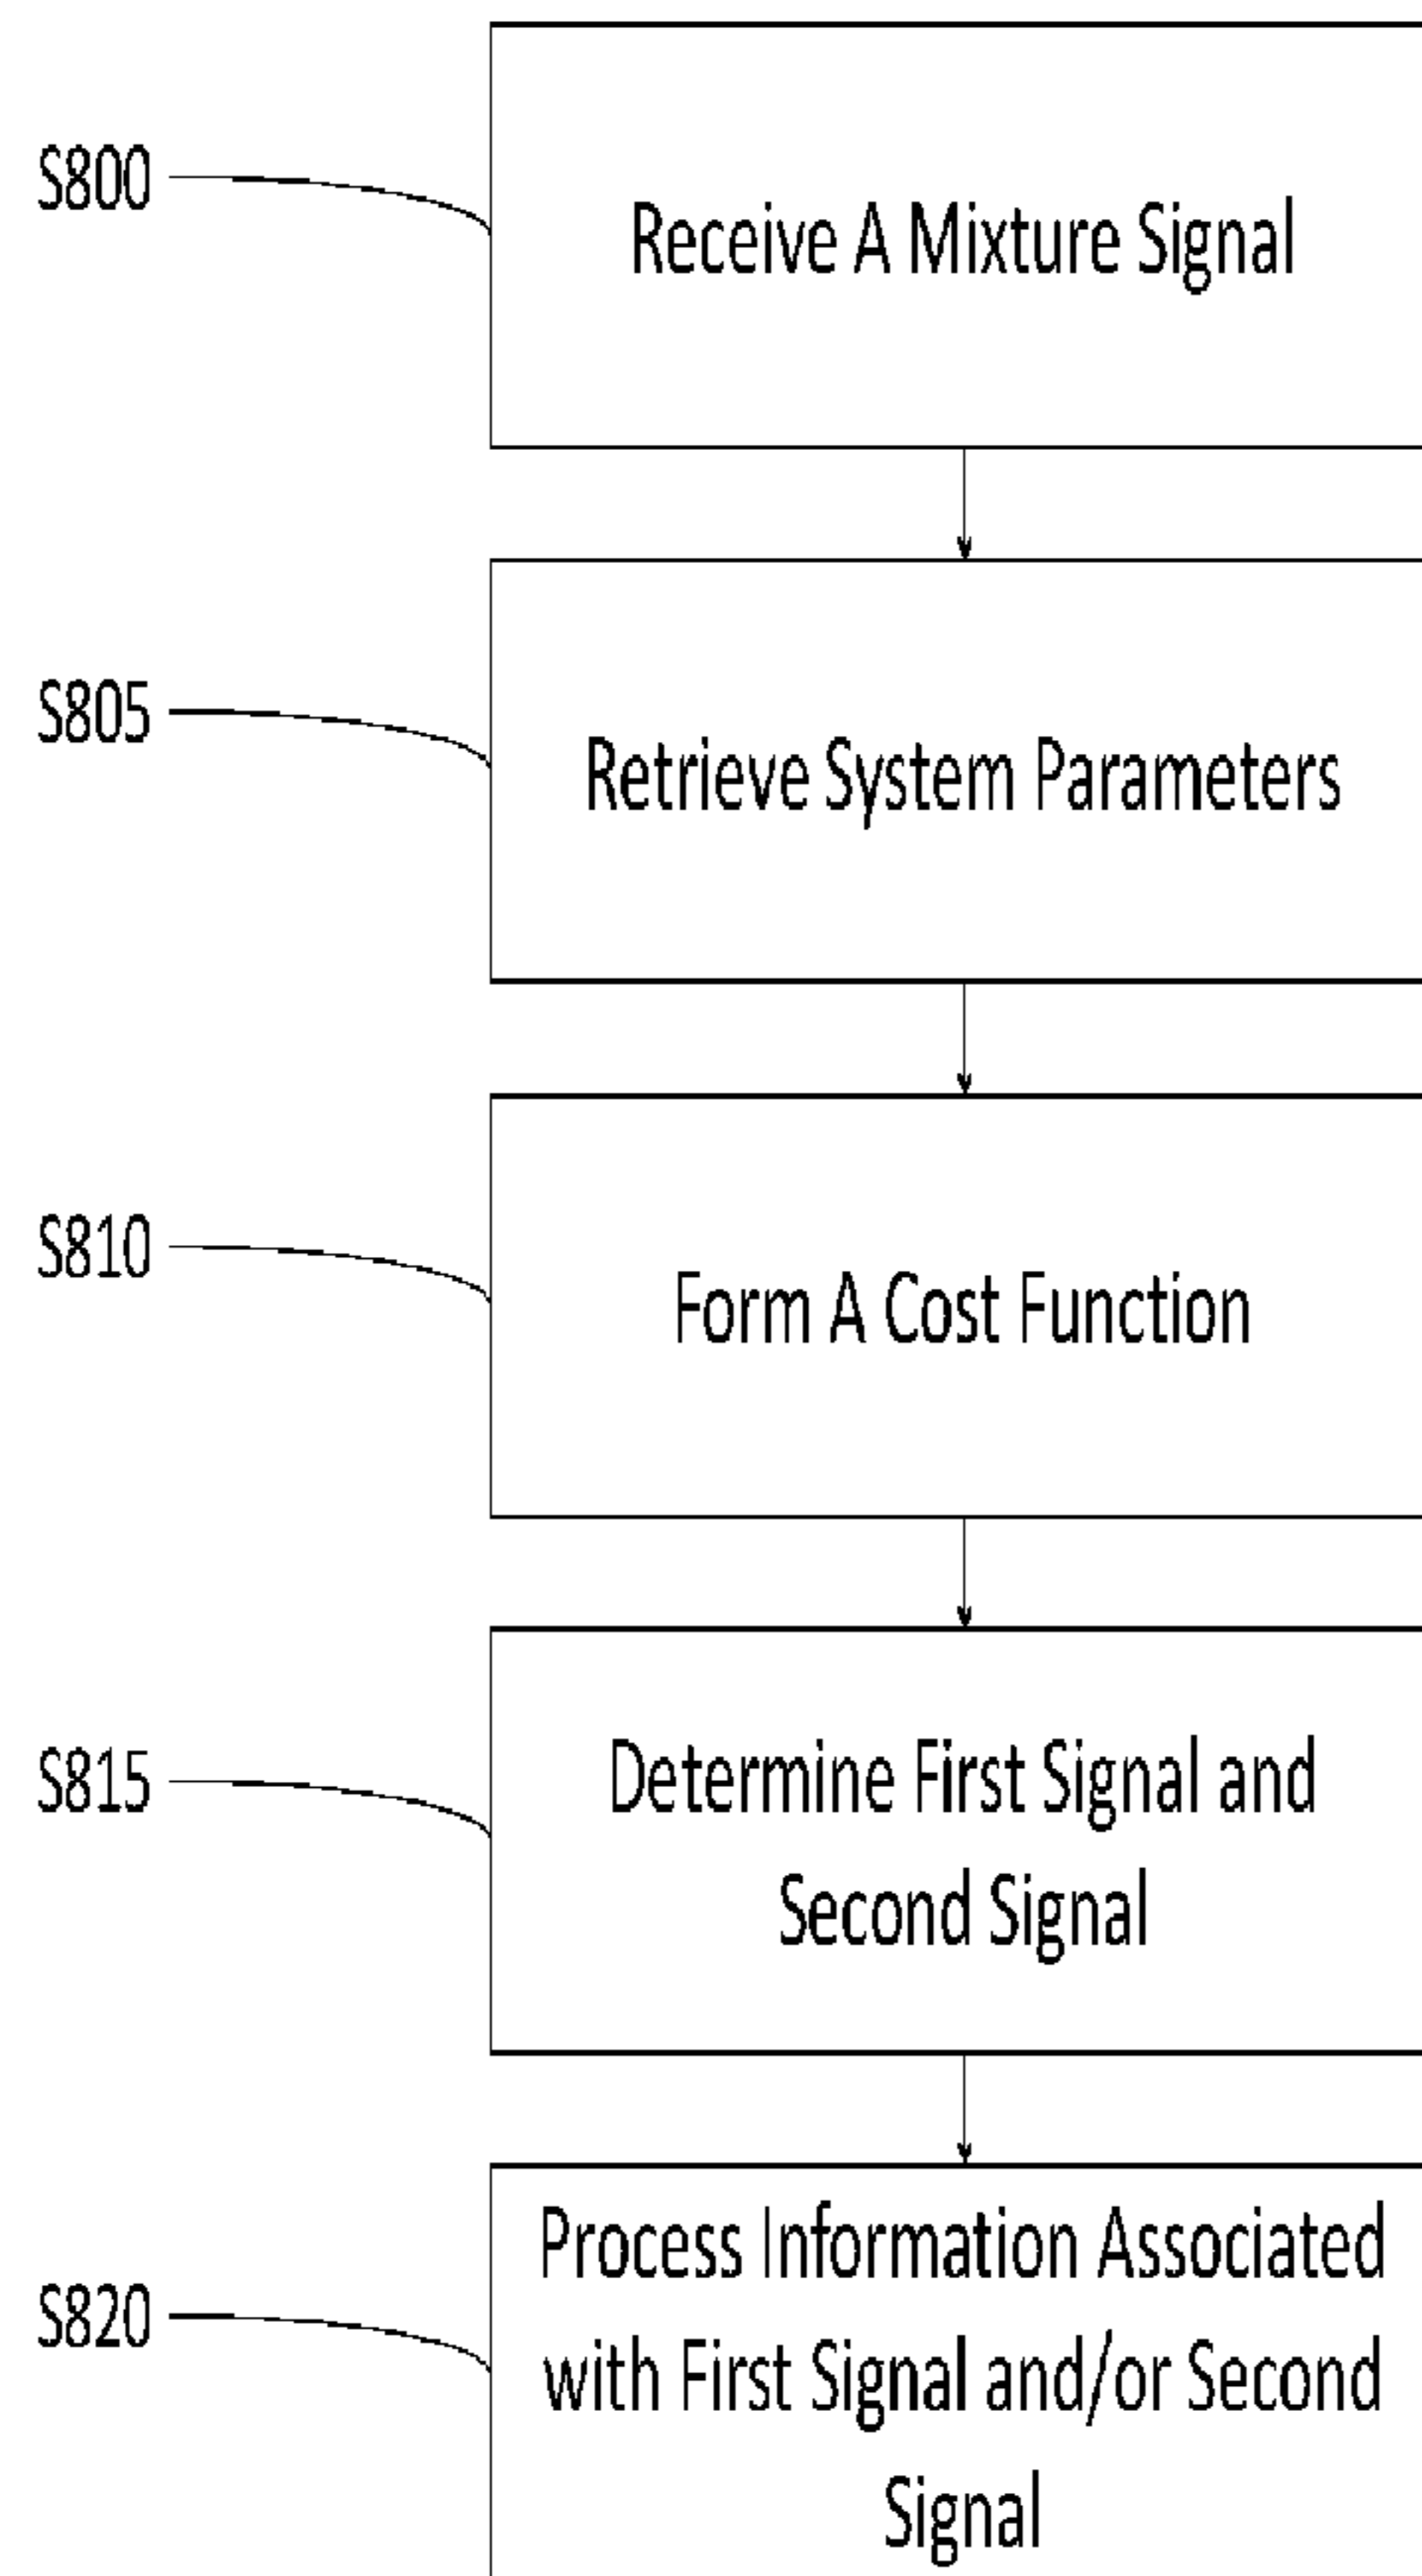 S800
Receive A Mixture Signal
S805
Retrieve System Parameters
S810
Form A Cost Function
S815
Determine First Signal and
Second Signal
S820
Process Information Associated
with First Signal and/or Second
Signal